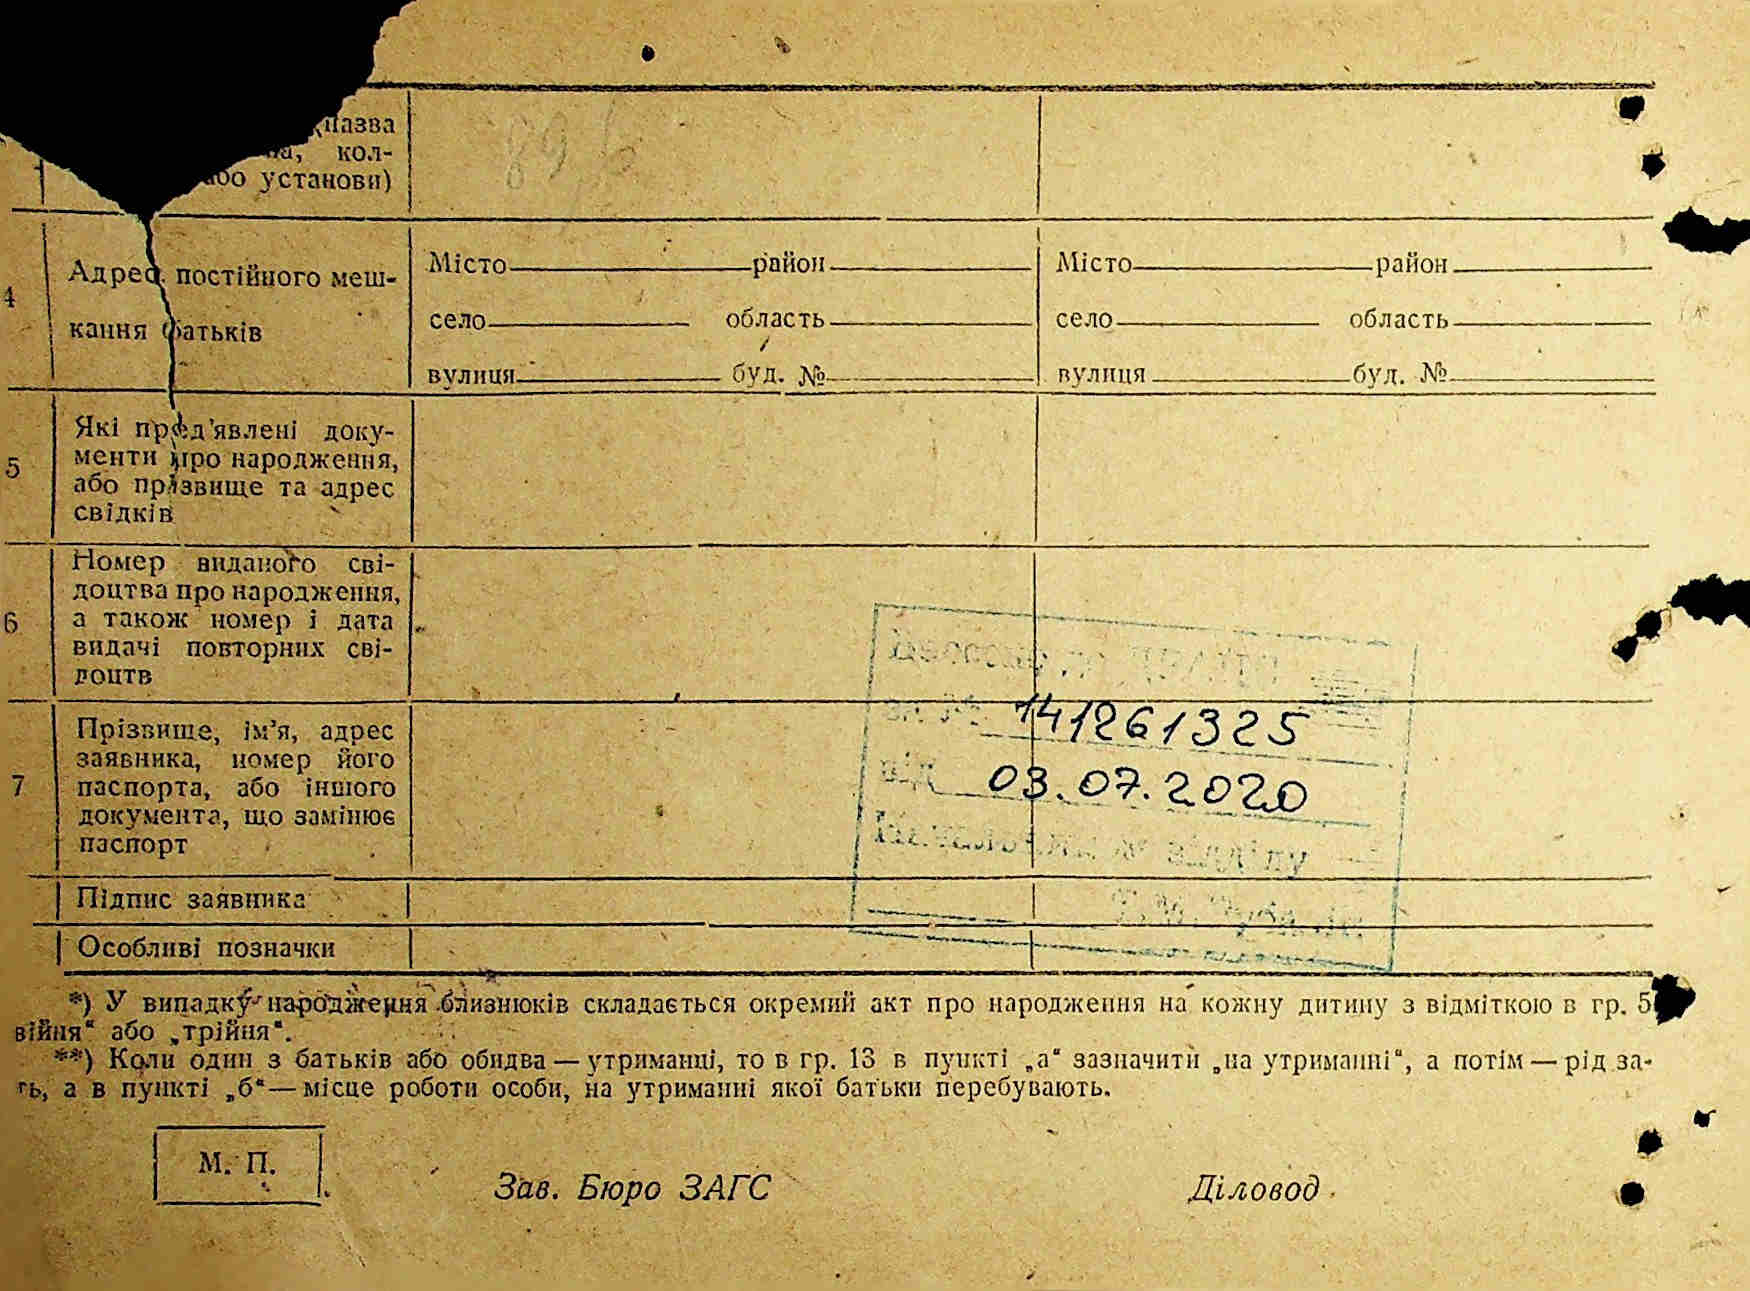 (назва
кол-
або установи)
4 Адрес постійного меш-
кання батьків
Місто район
село область
вулиця буд. №
Місто район
село область
вулиця буд. №
5 Які пред'явлені доку-
менти про народження,
або прізвище та адрес
свідків
6 Номер виданого сві-
доцтва про народження,
а також номер і дата
видачі повторних сві-
доцтв
7 Прізвище, ім'я, адрес
заявника, номер його
паспорта, або іншого
документа, що замінює
паспорт
141261325
від 03.07.2020
відділу
Підпис заявника
Особливі позначки
*) У випадку народження близнюків складається окремий акт про народження на кожну дитину з відміткою в гр. 5
війня“ або „трійня“.
**) Коли один з батьків або обидва — утриманці, то в гр. 13 в пункті „а“ зазначити „на утриманні“, а потім — рід за-
ть, а в пункті „б“ — місце роботи особи, на утриманні якої батьки перебувають.
М. П.
Зав. Бюро ЗАГС Діловод